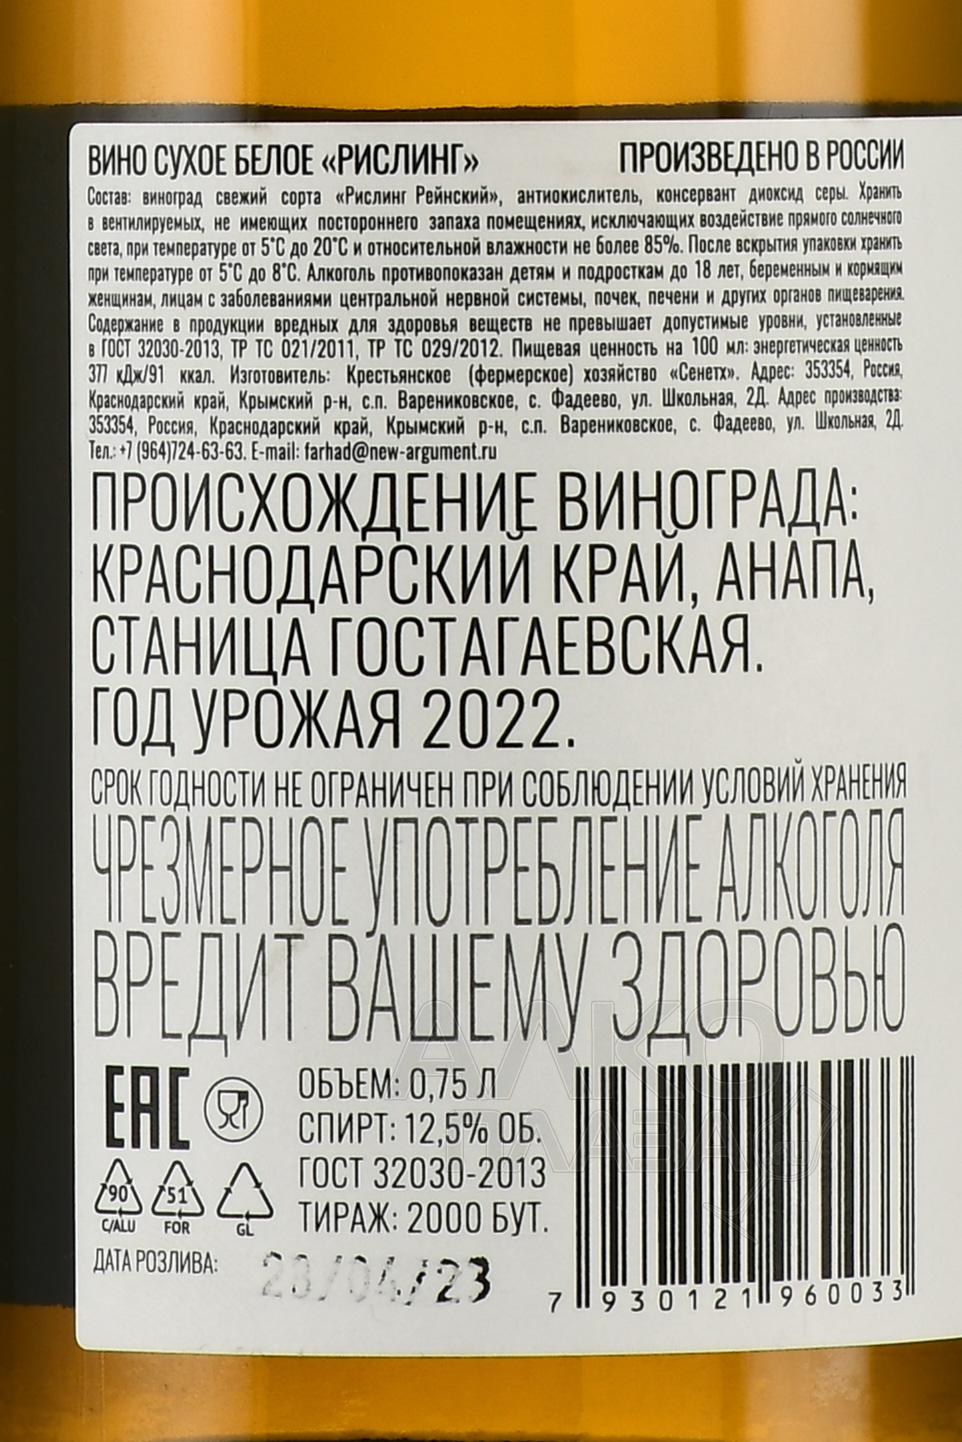 ВИНО СУХОЕ БЕЛОЕ «РИСЛИНГ» ПРОИЗВЕДЕНО В РОССИИ
Состав: виноград свежий сорта «Рислинг Рейнский», антиокислитель, консервант диоксид серы. Хранить
в вентилируемых, не имеющих постороннего запаха помещениях, исключающих воздействие прямого солнечного
света, при температуре от 5°С до 20°С и относительной влажности не более 85%. После вскрытия упаковки хранить
при температуре от 5°С до 8°С. Алкоголь противопоказан детям и подросткам до 18 лет, беременным и кормящим
женщинам, лицам с заболеваниями центральной нервной системы, почек, печени и других органов пищеварения.
Содержание в продукции вредных для здоровья веществ не превышает допустимые уровни, установленные
в ГОСТ 32030-2013, ТР ТС 021/2011, ТР ТС 029/2012. Пищевая ценность на 100 мл: энергетическая ценность
377 кДж/91 ккал. Изготовитель: Крестьянское (фермерское) хозяйство «Сенетх». Адрес: 353354, Россия,
Краснодарский край, Крымский р-н, с.п. Варениковское, с. Фадеево, ул. Школьная, 2Д. Адрес производства:
353354, Россия, Краснодарский край, Крымский р-н, с.п. Варениковское, с. Фадеево, ул. Школьная, 2Д.
Тел.: +7 (964)724-63-63. E-mail: farhad@new-argument.ru
ПРОИСХОЖДЕНИЕ ВИНОГРАДА:
КРАСНОДАРСКИЙ КРАЙ, АНАПА,
СТАНИЦА ГОСТАГАЕВСКАЯ.
ГОД УРОЖАЯ 2022.
СРОК ГОДНОСТИ НЕ ОГРАНИЧЕН ПРИ СОБЛЮДЕНИИ УСЛОВИЙ ХРАНЕНИЯ
ЧРЕЗМЕРНОЕ УПОТРЕБЛЕНИЕ АЛКОГОЛЯ
ВРЕДИТ ВАШЕМУ ЗДОРОВЬЮ
ЕАС
ОБЪЕМ: 0,75 Л
СПИРТ: 12,5% ОБ.
ГОСТ 32030-2013
ТИРАЖ: 2000 БУТ.
90 51
C/ALU FOR GL
ДАТА РОЗЛИВА: 28/04/23
7 930121 960033
АЛКО
ПЛАЗА